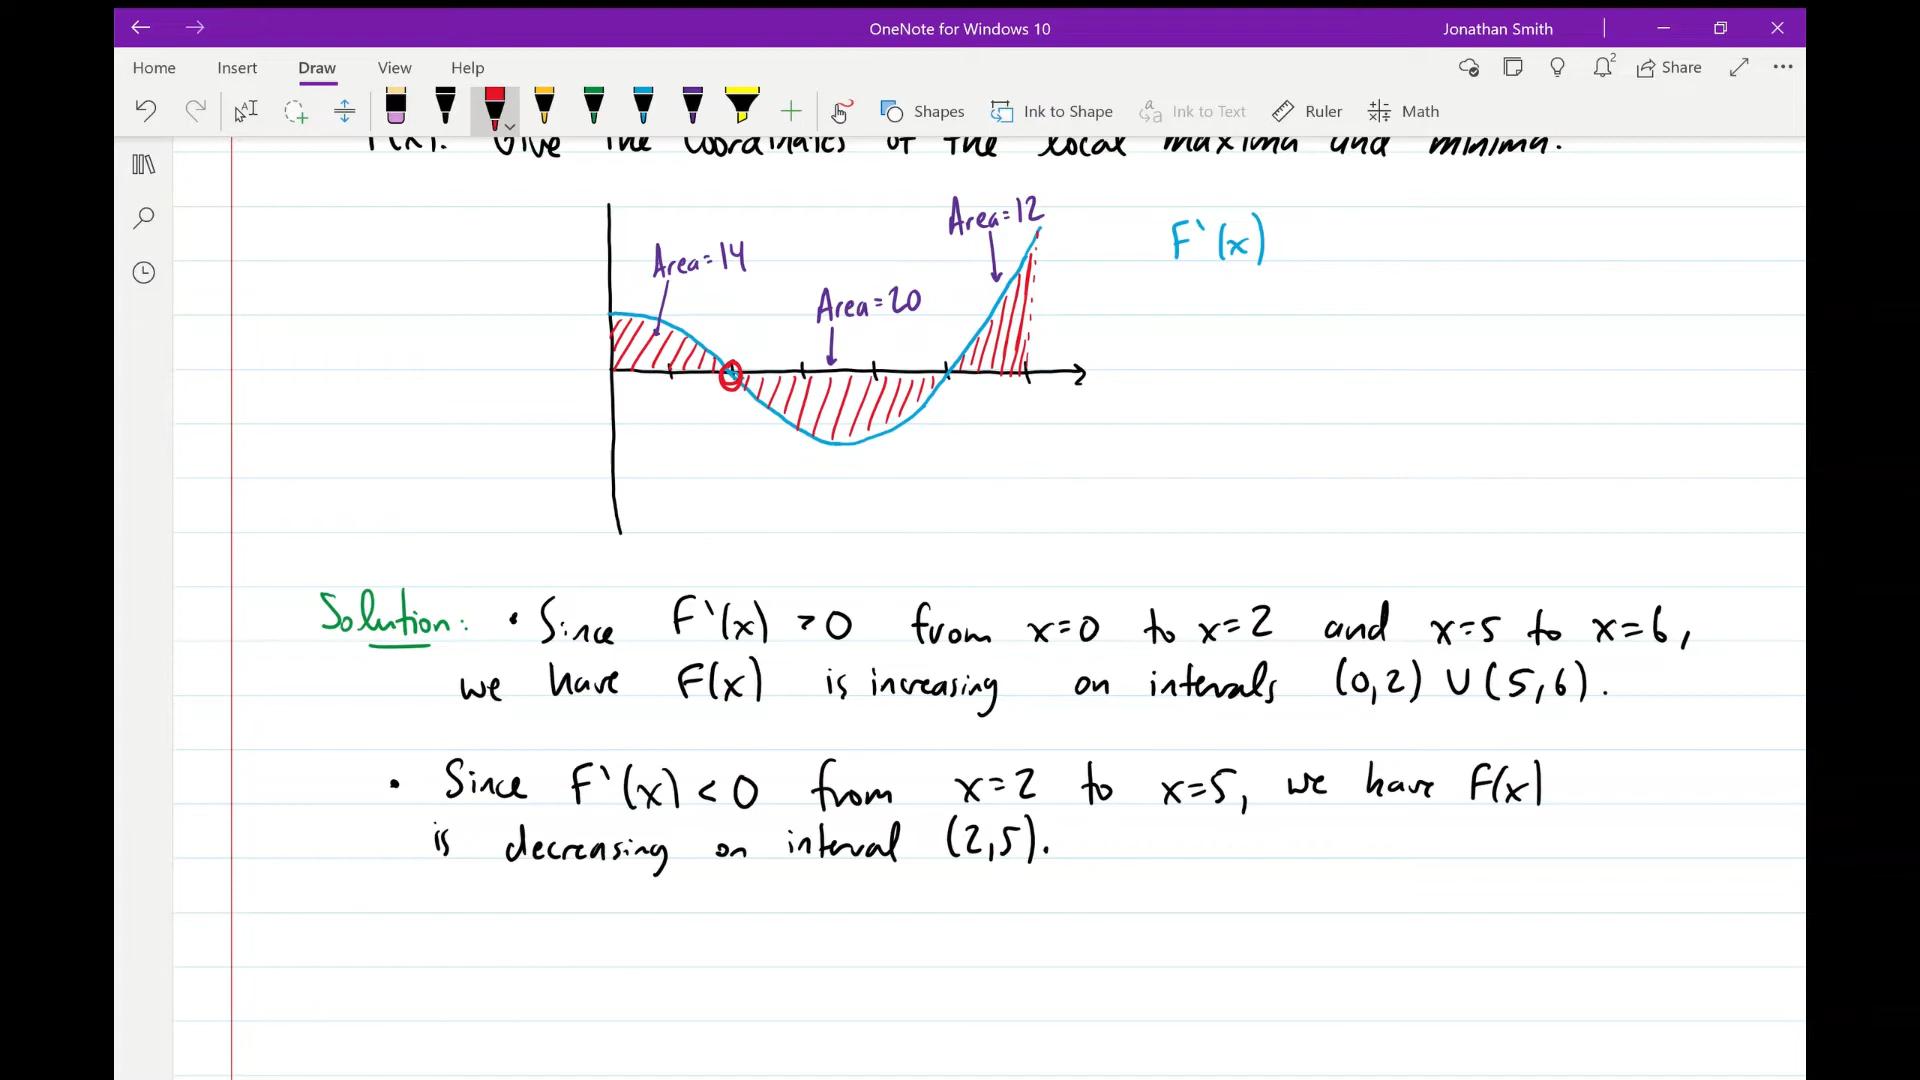 OneNote for Windows 10
Jonathan Smith
Home Insert Draw View Help
2
Share
Shapes Ink to Shape Ink to Text Ruler Math
F(x). Give the coordinates of the local maxima and minima.
Area=12
F`(x)
Area=14
Area=20
Solution: • Since F`(x) >0 from x=0 to x=2 and x=5 to x=6,
we have F(x) is increasing on intervals (0,2) U (5,6).
• Since F`(x) < 0 from x=2 to x=5, we have F(x)
is decreasing on interval (2,5).